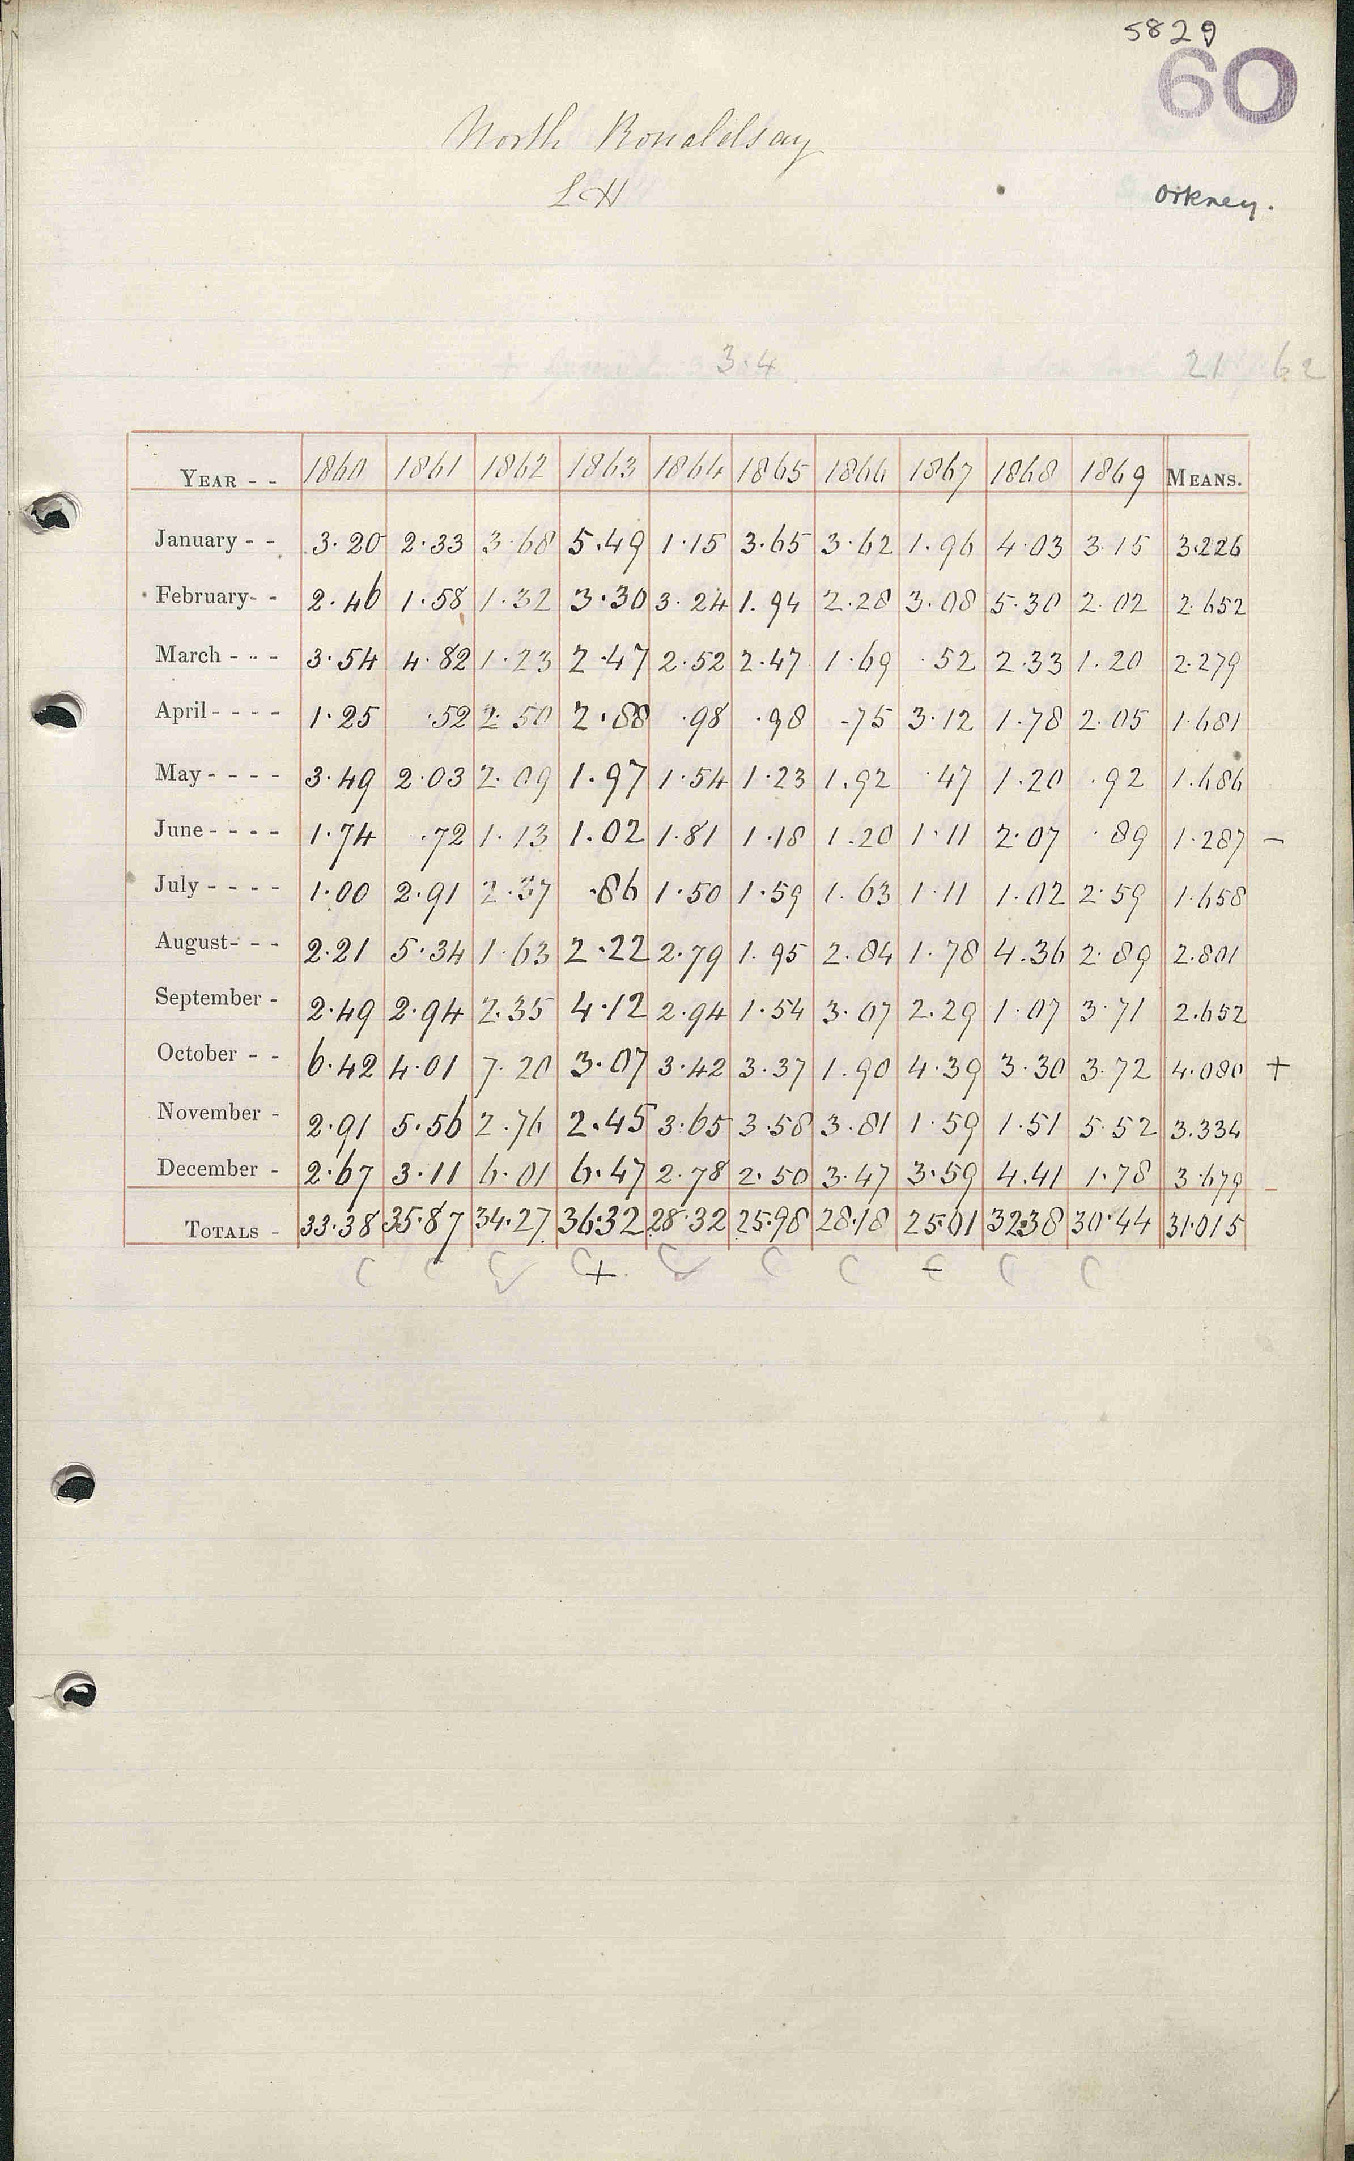 5829
60
North Ronaldsay
LH
Orkney.
3.4 21 62
YEAR - - 1860 1861 1862 1863 1864 1865 1866 1867 1868 1869 MEANS.
January - - 3.20 2.33 3.68 5.49 1.15 3.65 3.62 1.96 4.03 3.15 3.226
February - - 2.46 1.58 1.32 3.30 3.24 1.94 2.28 3.08 5.30 2.02 2.652
March - - - 3.54 4.82 1.23 2.47 2.52 2.47 1.69 .52 2.33 1.20 2.279
April - - - - 1.25 .52 2.50 2.88 .98 .98 .75 3.12 1.78 2.05 1.681
May - - - - 3.49 2.03 2.09 1.97 1.54 1.23 1.92 .47 1.20 .92 1.686
June - - - - 1.74 .72 1.13 1.02 1.81 1.18 1.20 1.11 2.07 .89 1.287 -
July - - - - 1.00 2.91 2.37 .86 1.50 1.59 1.63 1.11 1.02 2.59 1.658
August - - - 2.21 5.34 1.63 2.22 2.79 1.95 2.84 1.78 4.36 2.89 2.801
September - 2.49 2.94 2.35 4.12 2.94 1.54 3.07 2.29 1.07 3.71 2.652
October - - 6.42 4.01 7.20 3.07 3.42 3.37 1.90 4.39 3.30 3.72 4.080 +
November - 2.91 5.56 2.76 2.45 3.65 3.58 3.81 1.59 1.51 5.52 3.334
December - 2.67 3.11 6.01 6.47 2.78 2.50 3.47 3.59 4.41 1.78 3.679
TOTALS - 33.38 35.87 34.27 36.32 28.32 25.98 28.18 25.01 32.38 30.44 31.015